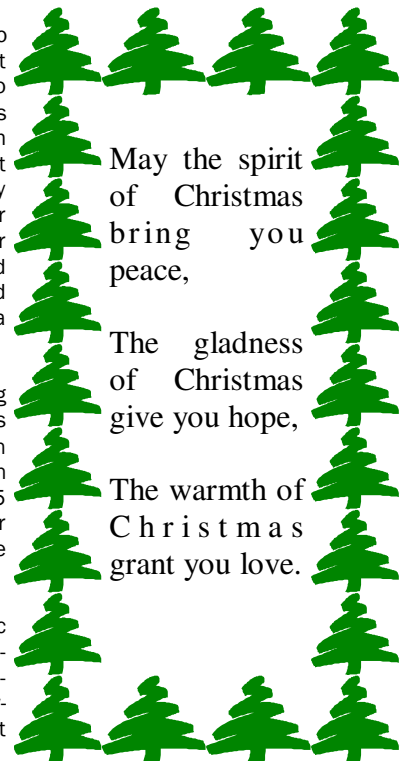 May the spirit
of Christmas
bring you
peace,
The gladness
of Christmas
give you hope,
The warmth of
Christmas
grant you love.